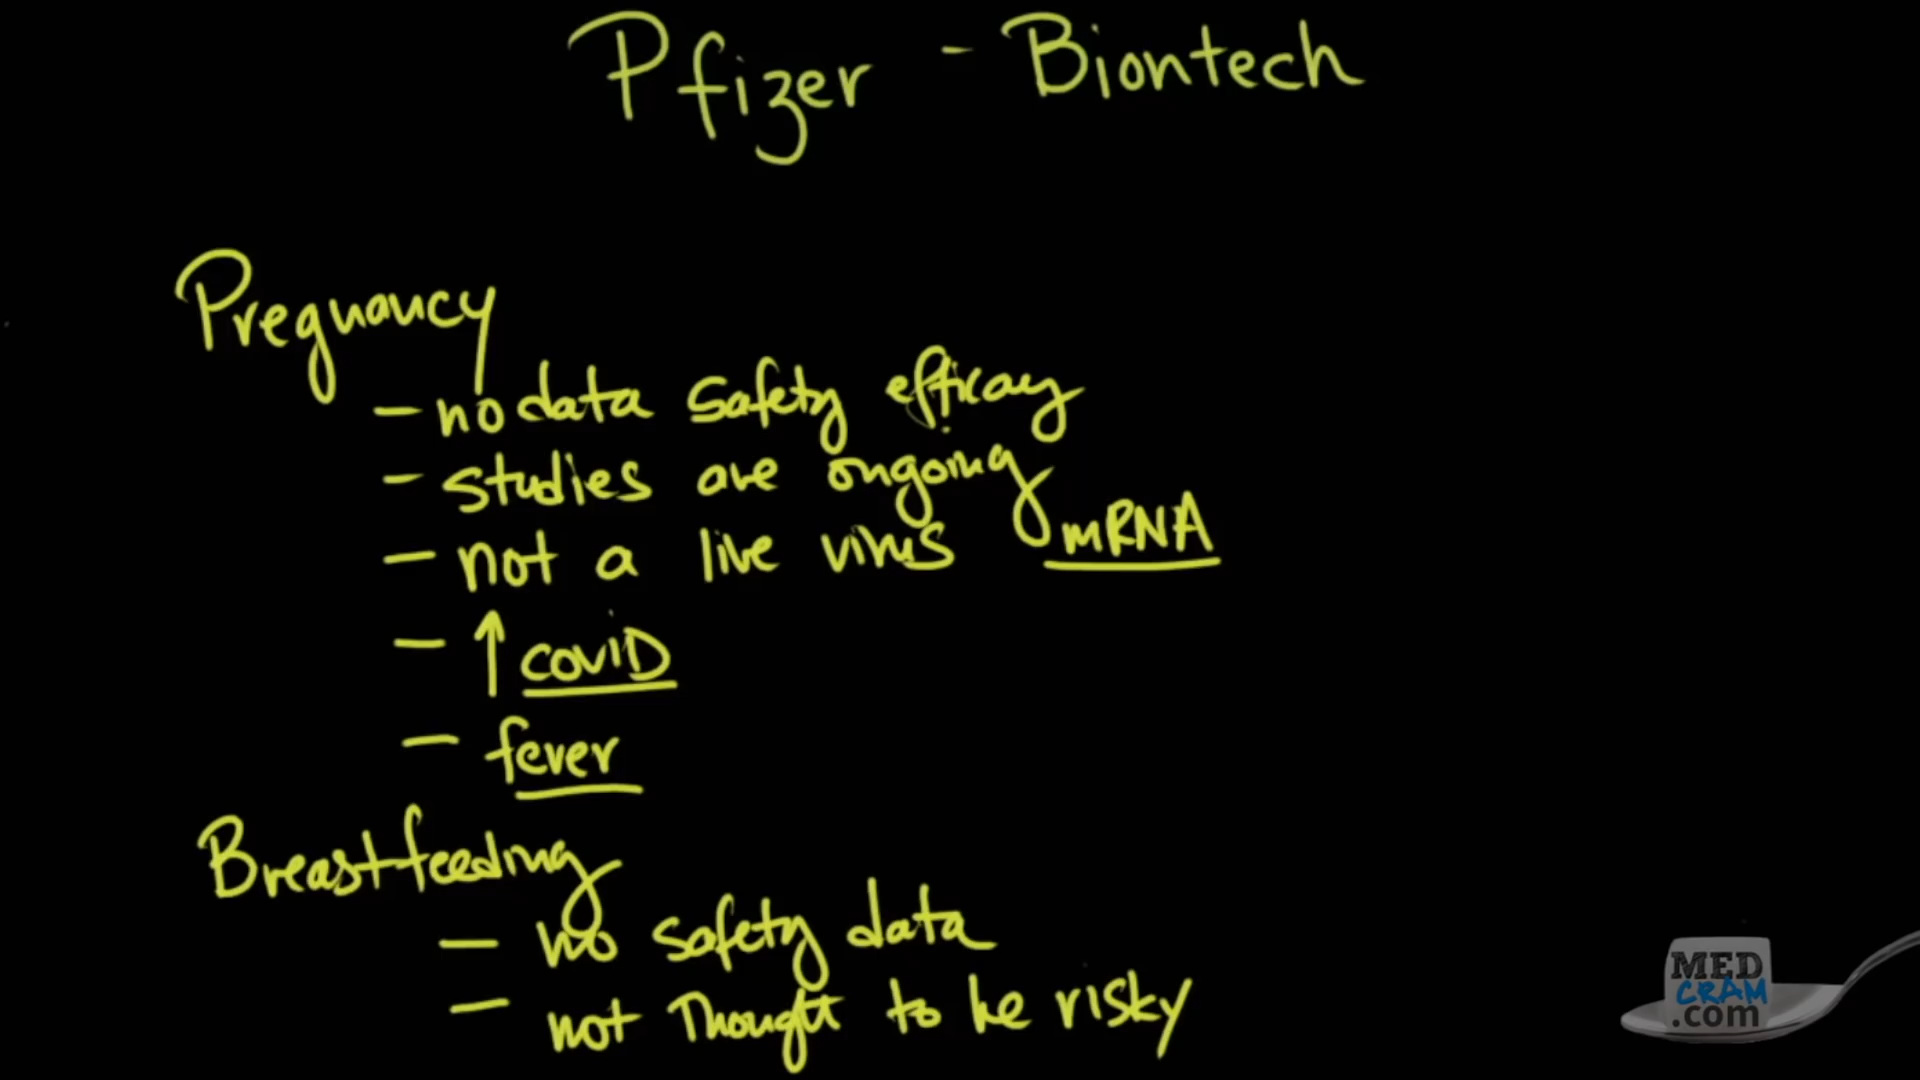 Pfizer - Biontech
Pregnancy
- no data safety efficay
- studies are ongoing
- not a live virus mRNA
- ↑ COVID
- fever
Breastfeeding
- no safety data
- not Thought to be risky
MED
CRAM
.com